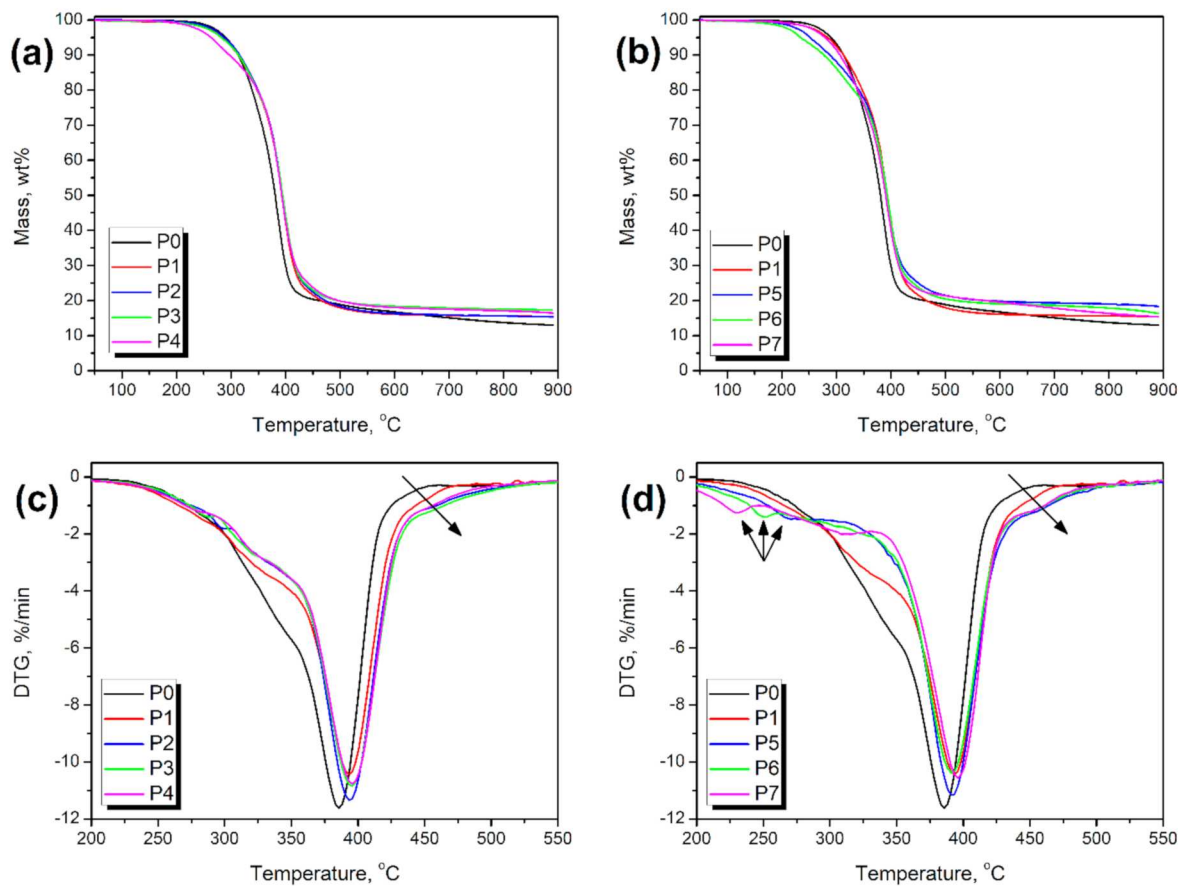 (a)
Mass, wt%
100
90
80
70
60
50
40
30
20
10
0
P0
P1
P2
P3
P4
100 200 300 400 500 600 700 800 900
Temperature, °C
(b)
Mass, wt%
100
90
80
70
60
50
40
30
20
10
0
P0
P1
P5
P6
P7
100 200 300 400 500 600 700 800 900
Temperature, °C
(c)
DTG, %/min
0
-2
-4
-6
-8
-10
-12
P0
P1
P2
P3
P4
200 250 300 350 400 450 500 550
Temperature, °C
(d)
DTG, %/min
0
-2
-4
-6
-8
-10
-12
P0
P1
P5
P6
P7
200 250 300 350 400 450 500 550
Temperature, °C